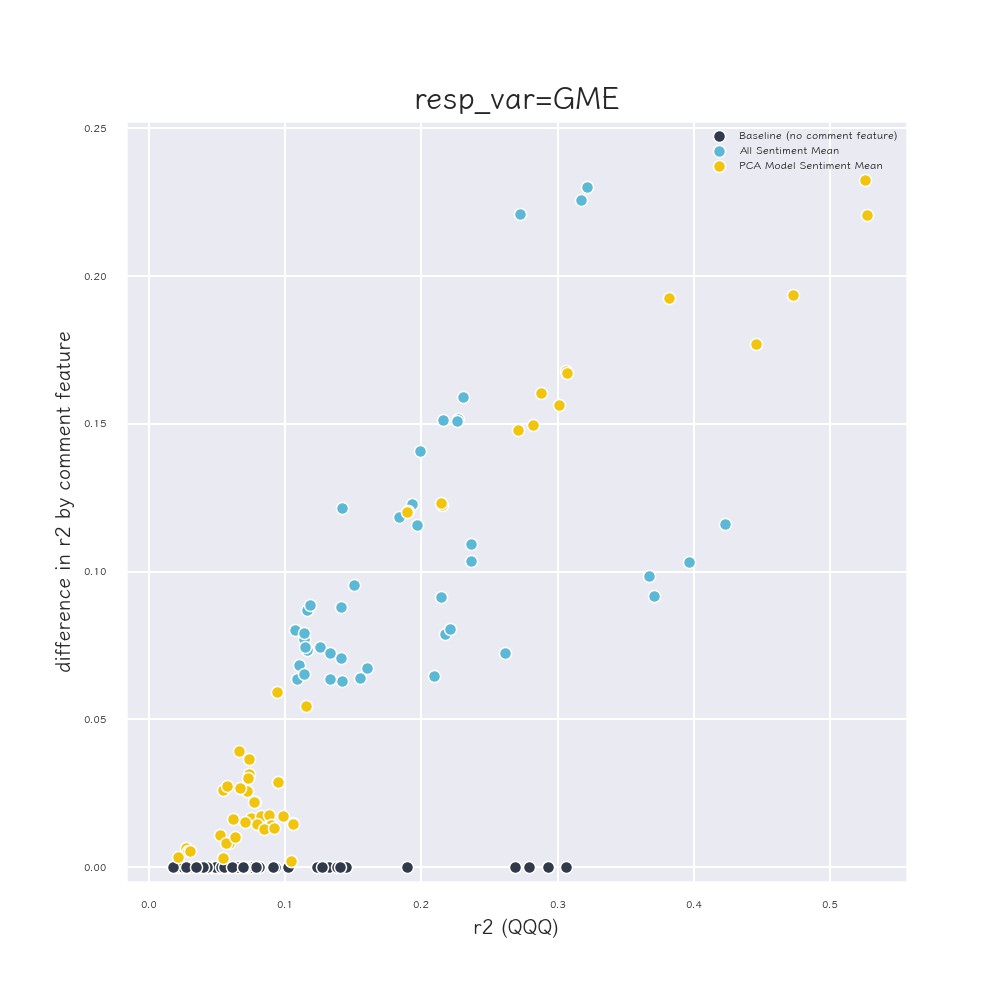 resp_var=GME
Baseline (no comment feature)
All Sentiment Mean
PCA Model Sentiment Mean
0.25
0.20
0.15
0.10
0.05
0.00
difference in r2 by comment feature
0.0 0.1 0.2 0.3 0.4 0.5
r2 (QQQ)